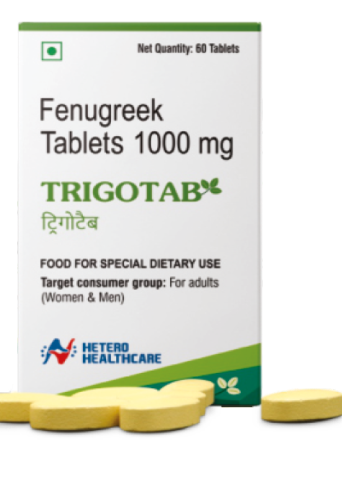 Net Quantity: 60 Tablets
Fenugreek
Tablets 1000 mg
TRIGOTAB
ट्रिगोटैब
FOOD FOR SPECIAL DIETARY USE
Target consumer group: For adults
(Women & Men)
HETERO
HEALTHCARE